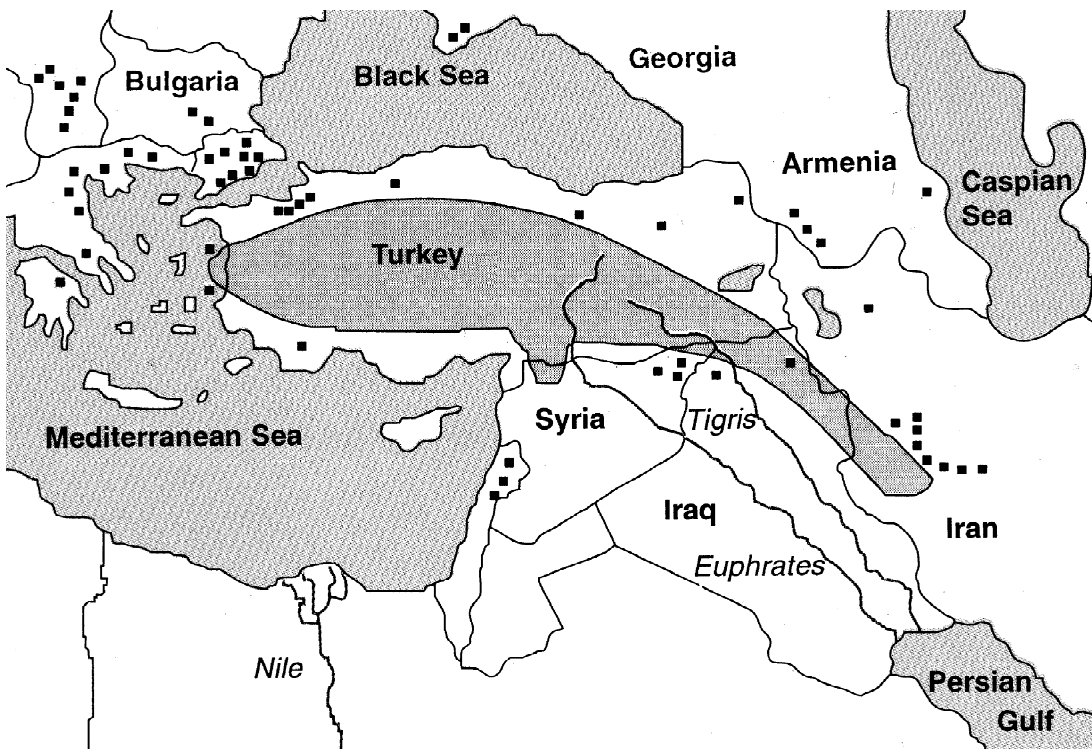 Georgia
Black Sea
Bulgaria
Armenia
Caspian
Sea
Turkey
Syria
Tigris
Mediterranean Sea
Iraq
Iran
Euphrates
Nile
Persian
Gulf